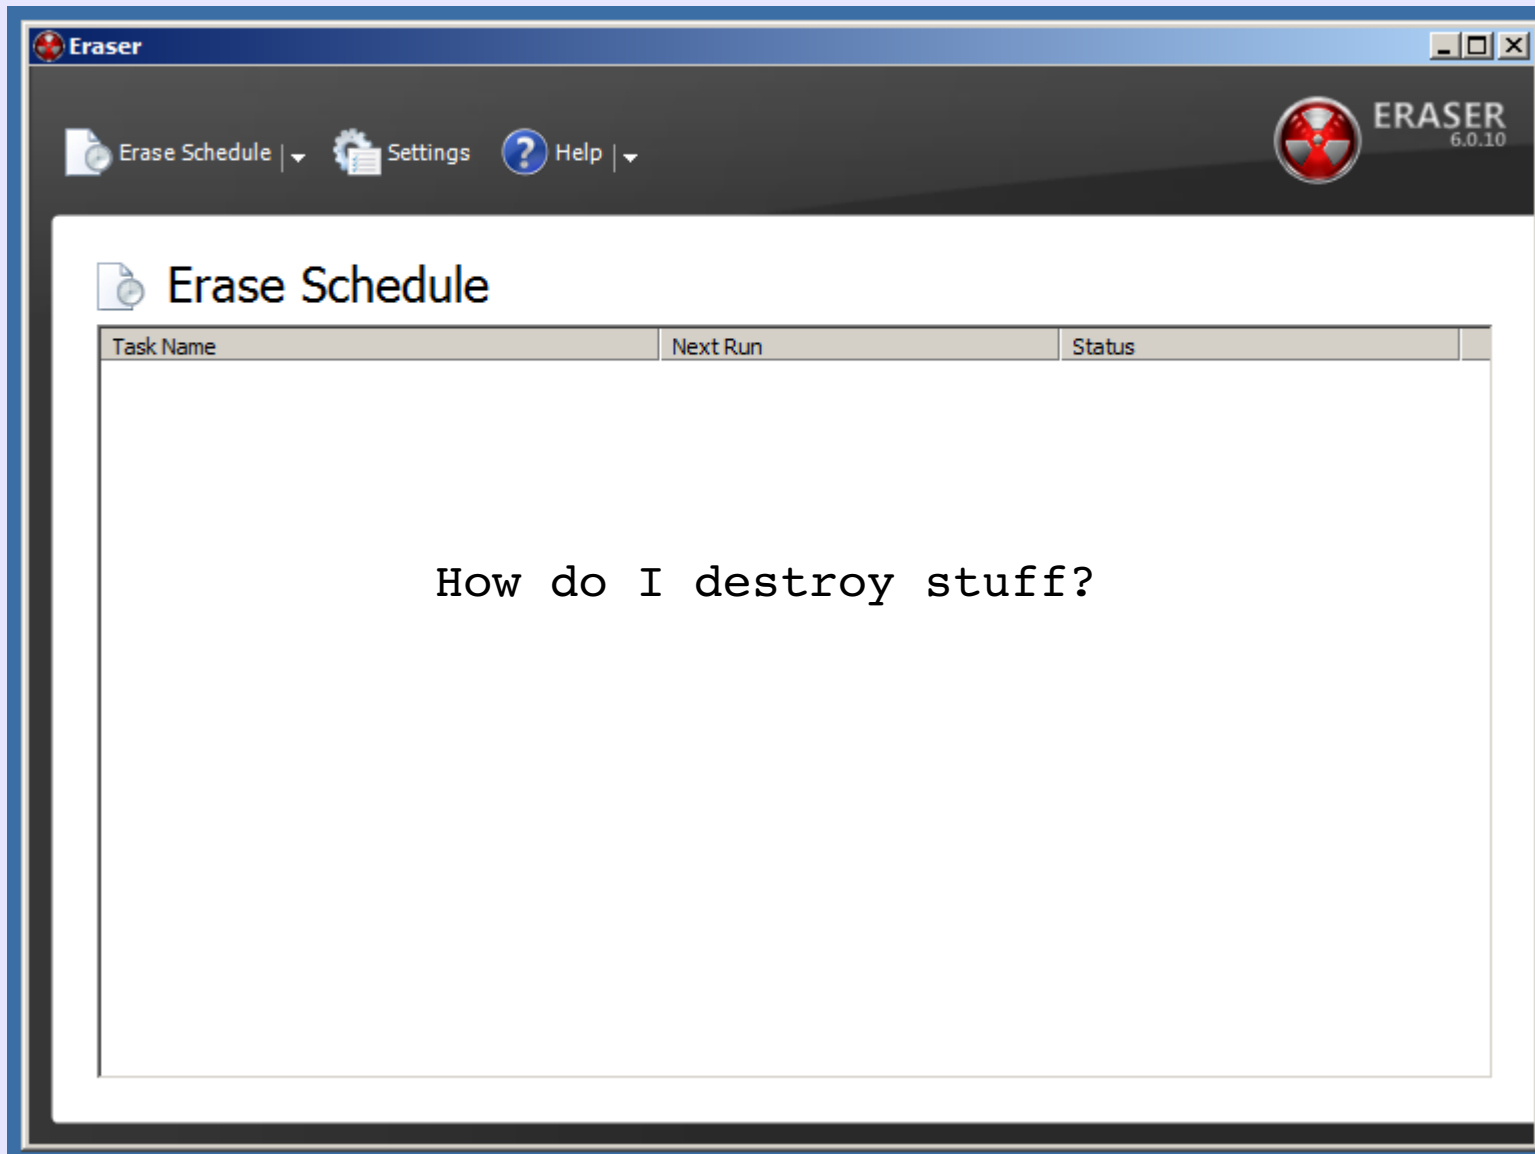 Eraser
Erase Schedule
Settings
Help
ERASER
6.0.10
Erase Schedule
Task Name Next Run Status
How do I destroy stuff?